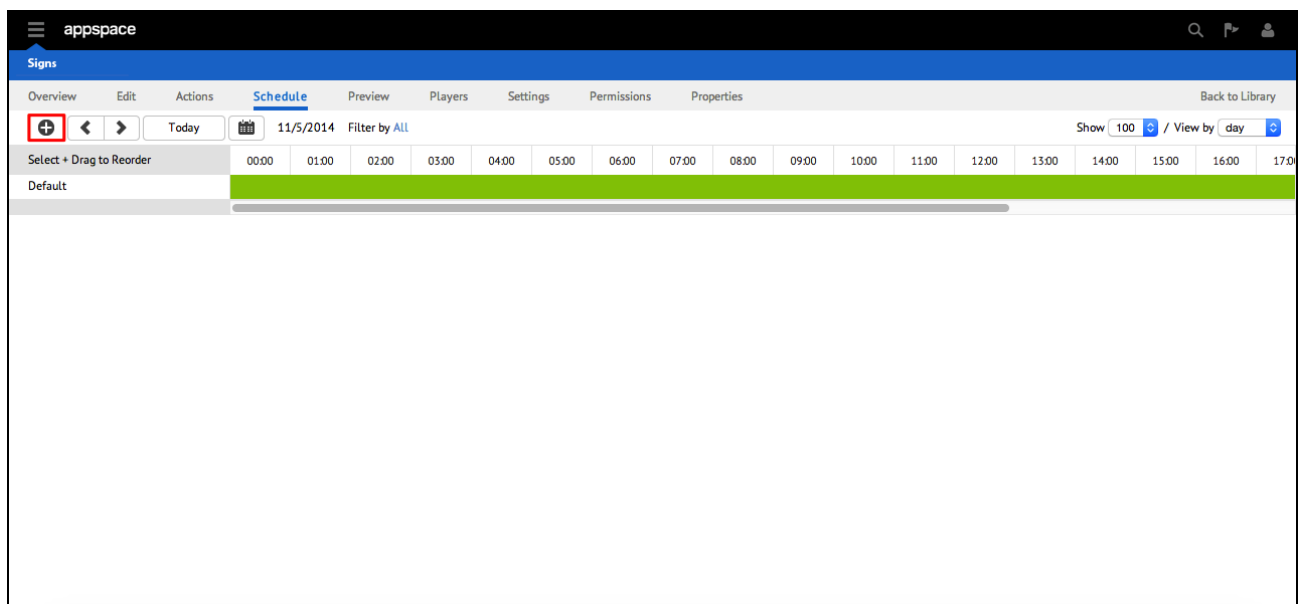 appspace
Signs
Overview Edit Actions Schedule Preview Players Settings Permissions Properties Back to Library
Today 11/5/2014 Filter by All Show 100 / View by day
Select + Drag to Reorder 00:00 01:00 02:00 03:00 04:00 05:00 06:00 07:00 08:00 09:00 10:00 11:00 12:00 13:00 14:00 15:00 16:00 17:0
Default